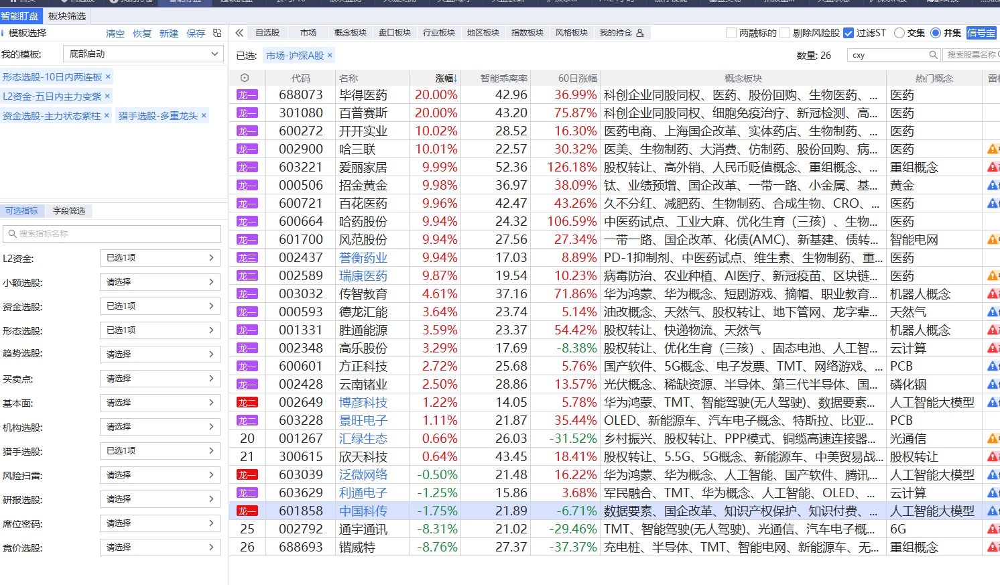 智能盯盘 板块筛选
模板选择 清空 恢复 新建 保存
我的模板: 底部启动
形态选股-10日内两连板 ×
L2资金-五日内主力变紫 ×
资金选股-主力状态紫柱 × 猎手选股-多重龙头 ×
可选指标 字段筛选
搜索指标名称
L2资金: 已选1项
小额选股: 请选择
资金选股: 已选1项
形态选股: 已选1项
趋势选股: 请选择
买卖点: 请选择
基本面: 请选择
机构选股: 请选择
猎手选股: 已选1项
风险扫雷: 请选择
研报选股: 请选择
席位密码: 请选择
竞价选股: 请选择
自选股 市场 概念板块 盘口板块 行业板块 地区板块 指数板块 风格板块 我的持仓 两融标的 剔除风险股 过滤ST 交集 并集 信号宝
已选: 市场-沪深A股 × 数量: 26 cxy 搜索股票名称
代码 名称 涨幅↓ 智能乖离率 60日涨幅 概念板块 热门概念
龙一 688073 毕得医药 20.00% 42.96 36.99% 科创企业同股同权、医药、股份回购、生物医药、... 医药
龙一 301080 百普赛斯 20.00% 43.20 75.87% 科创企业同股同权、细胞免疫治疗、新冠检测、高... 医药
龙一 600272 开开实业 10.02% 28.52 16.30% 医药电商、上海国企改革、实体药店、生物制药、... 医药
龙一 002900 哈三联 10.01% 22.57 30.32% 医美、生物制药、大消费、仿制药、股份回购、病... 医药
龙一 603221 爱丽家居 9.99% 52.36 126.18% 股权转让、高外销、人民币贬值概念、重组概念、... 重组概念
龙一 000506 招金黄金 9.98% 36.97 38.09% 钛、业绩预增、国企改革、一带一路、小金属、基... 黄金
龙一 600721 百花医药 9.96% 42.47 43.26% 久不分红、减肥药、生物制药、合成生物、CRO、... 医药
龙一 600664 哈药股份 9.94% 24.32 106.59% 中医药试点、工业大麻、优化生育（三孩）、生物... 医药
龙一 601700 风范股份 9.94% 27.56 27.34% 一带一路、国企改革、化债(AMC)、新基建、债转... 智能电网
龙三 002437 誉衡药业 9.94% 17.03 8.89% PD-1抑制剂、中医药试点、维生素、生物制药、重... 医药
龙二 002589 瑞康医药 9.87% 19.54 10.23% 病毒防治、农业种植、AI医疗、新冠疫苗、区块链... 医药
龙一 003032 传智教育 4.61% 37.16 71.86% 华为鸿蒙、华为概念、短剧游戏、摘帽、职业教育... 机器人概念
龙一 000593 德龙汇能 3.64% 23.74 5.14% 油改概念、天然气、股权转让、地下管网、龙字辈... 天然气
龙一 001331 胜通能源 3.59% 23.37 54.42% 股权转让、快递物流、天然气 机器人概念
龙一 002348 高乐股份 3.29% 17.69 -8.38% 股权转让、优化生育（三孩）、固态电池、人工智... 云计算
龙一 600601 方正科技 2.72% 25.68 5.76% 国产软件、5G概念、电子发票、TMT、网络游戏、... PCB
龙一 002428 云南锗业 2.50% 28.86 13.57% 光伏概念、稀缺资源、半导体、第三代半导体、国... 磷化铟
龙二 002649 博彦科技 1.22% 14.05 5.78% 华为鸿蒙、TMT、智能驾驶(无人驾驶)、数据要素... 人工智能大模型
龙二 603228 景旺电子 1.11% 21.87 35.44% OLED、新能源车、汽车电子概念、特斯拉、比亚... PCB
20 001267 汇绿生态 0.66% 26.03 -31.52% 乡村振兴、股权转让、PPP模式、铜缆高速连接器... 光通信
21 300615 欣天科技 0.64% 43.45 18.41% 股权转让、5.5G、5G概念、新能源车、中美贸易战... 股权转让
龙一 603039 泛微网络 -0.50% 21.48 16.22% 华为鸿蒙、华为概念、人工智能、国产软件、腾讯... 人工智能大模型
龙二 603629 利通电子 -1.25% 15.86 3.68% 军民融合、TMT、华为概念、人工智能、OLED、... 云计算
龙一 601858 中国科传 -1.75% 21.89 -6.71% 数据要素、国企改革、知识产权保护、知识付费、... 人工智能大模型
25 002792 通宇通讯 -8.31% 21.02 -29.46% TMT、智能驾驶(无人驾驶)、光通信、汽车电子概... 6G
26 688693 锴威特 -8.76% 27.37 -37.37% 充电桩、半导体、TMT、智能电网、新能源车、无... 重组概念